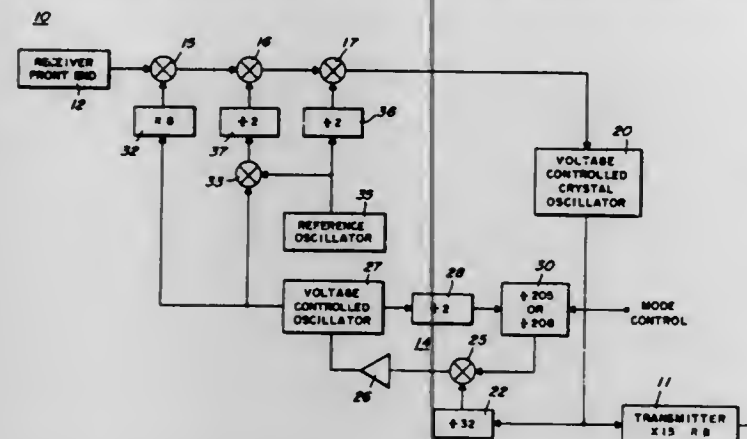 10
RECEIVER
FRONT END
12
15
16
17
X 6
32
÷2
37
÷2
36
33
REFERENCE
OSCILLATOR
35
20
VOLTAGE
CONTROLLED
CRYSTAL
OSCILLATOR
27
VOLTAGE
CONTROLLED
OSCILLATOR
28
÷2
30
÷205
OR
÷208
MODE
CONTROL
14
25
26
÷32
22
11
TRANSMITTER
X15